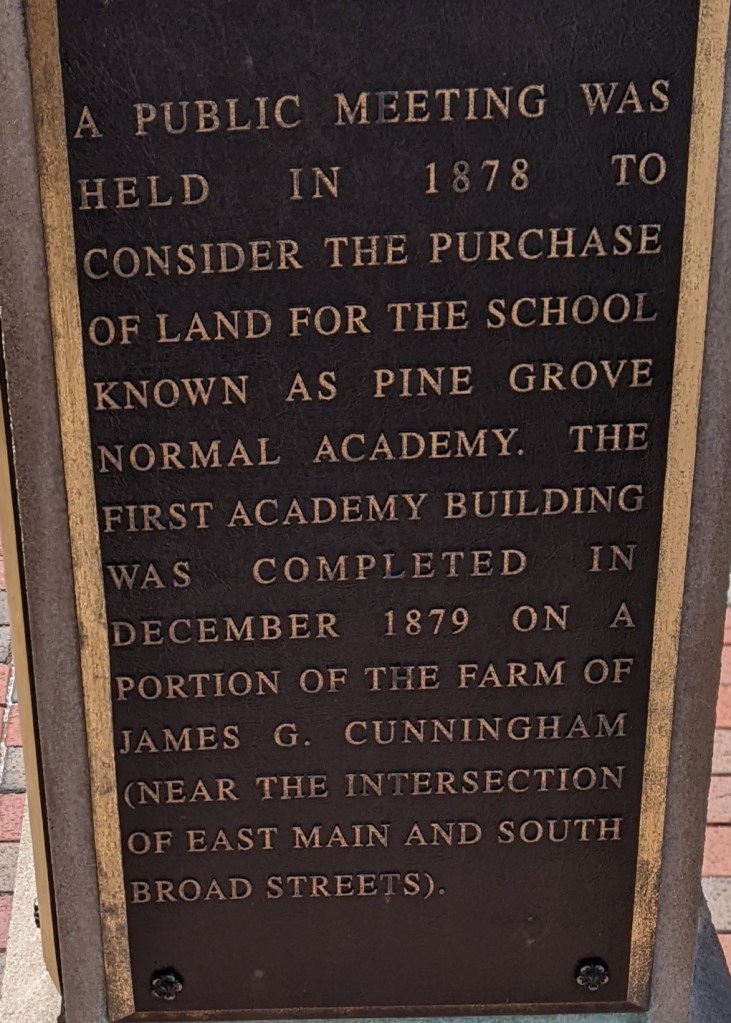 A PUBLIC MEETING WAS
HELD IN 1878 TO
CONSIDER THE PURCHASE
OF LAND FOR THE SCHOOL
KNOWN AS PINE GROVE
NORMAL ACADEMY. THE
FIRST ACADEMY BUILDING
WAS COMPLETED IN
DECEMBER 1879 ON A
PORTION OF THE FARM OF
JAMES G. CUNNINGHAM
(NEAR THE INTERSECTION
OF EAST MAIN AND SOUTH
BROAD STREETS).